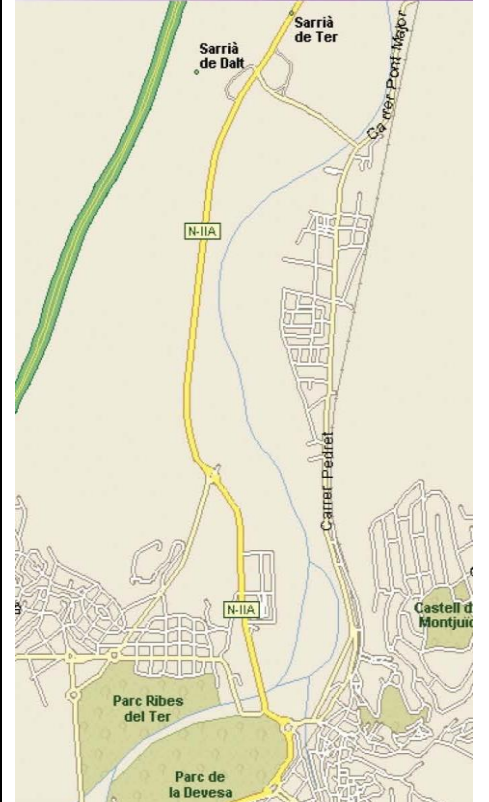 Sarrià
de Ter
Sarrià
de Dalt
Carrer Pont Major
N-IIA
Carrer Pedret
N-IIA
Castell d
Montjuïc
Parc Ribes
del Ter
Parc de
la Devesa